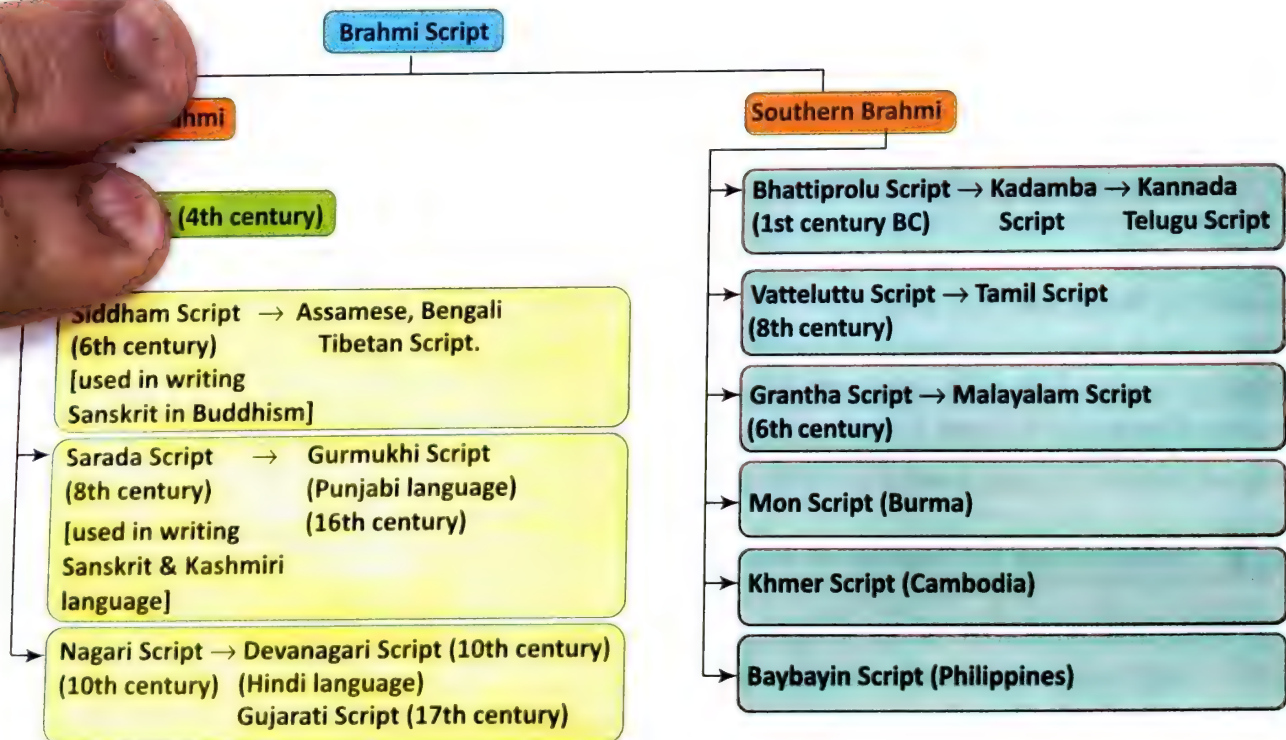 Brahmi Script
Southern Brahmi
(4th century)
Siddham Script → Assamese, Bengali
(6th century) Tibetan Script.
[used in writing
Sanskrit in Buddhism]
Sarada Script → Gurmukhi Script
(8th century) (Punjabi language)
[used in writing (16th century)
Sanskrit & Kashmiri
language]
Nagari Script → Devanagari Script (10th century)
(10th century) (Hindi language)
Gujarati Script (17th century)
Bhattiprolu Script → Kadamba → Kannada
(1st century BC) Script Telugu Script
Vatteluttu Script → Tamil Script
(8th century)
Grantha Script → Malayalam Script
(6th century)
Mon Script (Burma)
Khmer Script (Cambodia)
Baybayin Script (Philippines)